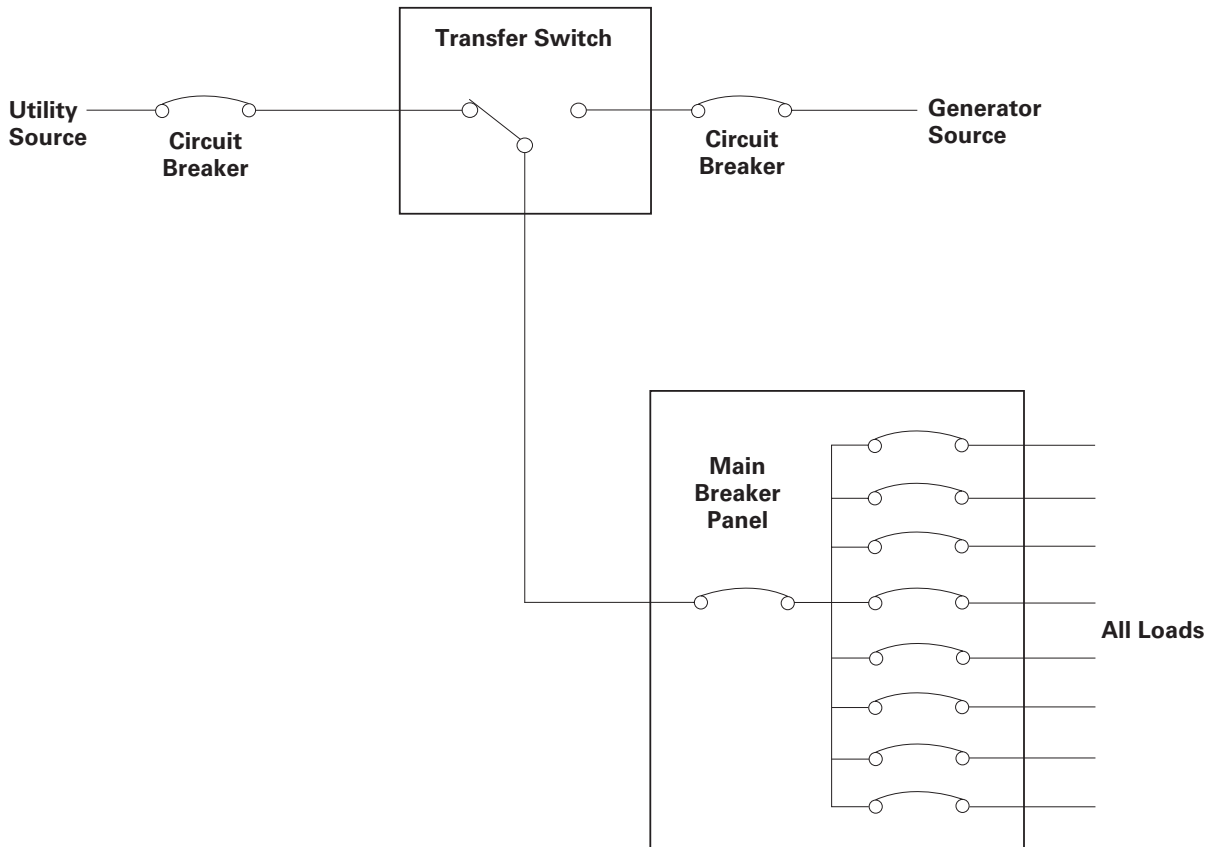 Transfer Switch
Utility
Source
Circuit
Breaker
Circuit
Breaker
Generator
Source
Main
Breaker
Panel
All Loads